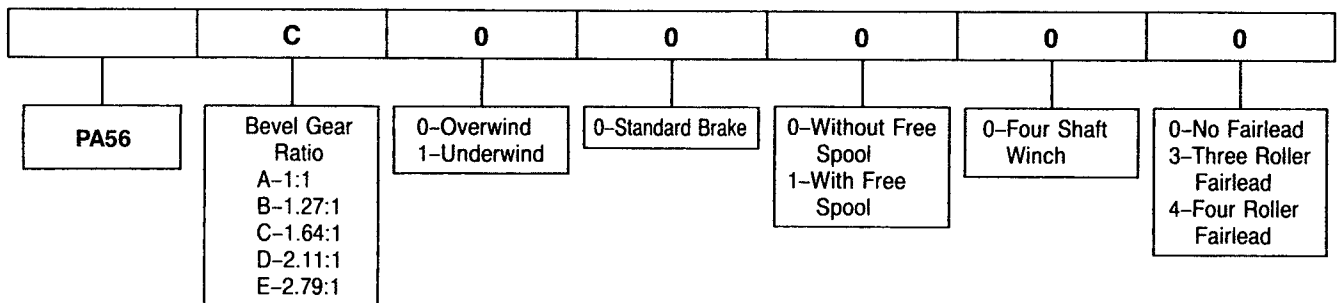 C 0 0 0 0 0
PA56
Bevel Gear
Ratio
A–1:1
B–1.27:1
C–1.64:1
D–2.11:1
E–2.79:1
0–Overwind
1–Underwind
0–Standard Brake
0–Without Free
Spool
1–With Free
Spool
0–Four Shaft
Winch
0–No Fairlead
3–Three Roller
Fairlead
4–Four Roller
Fairlead